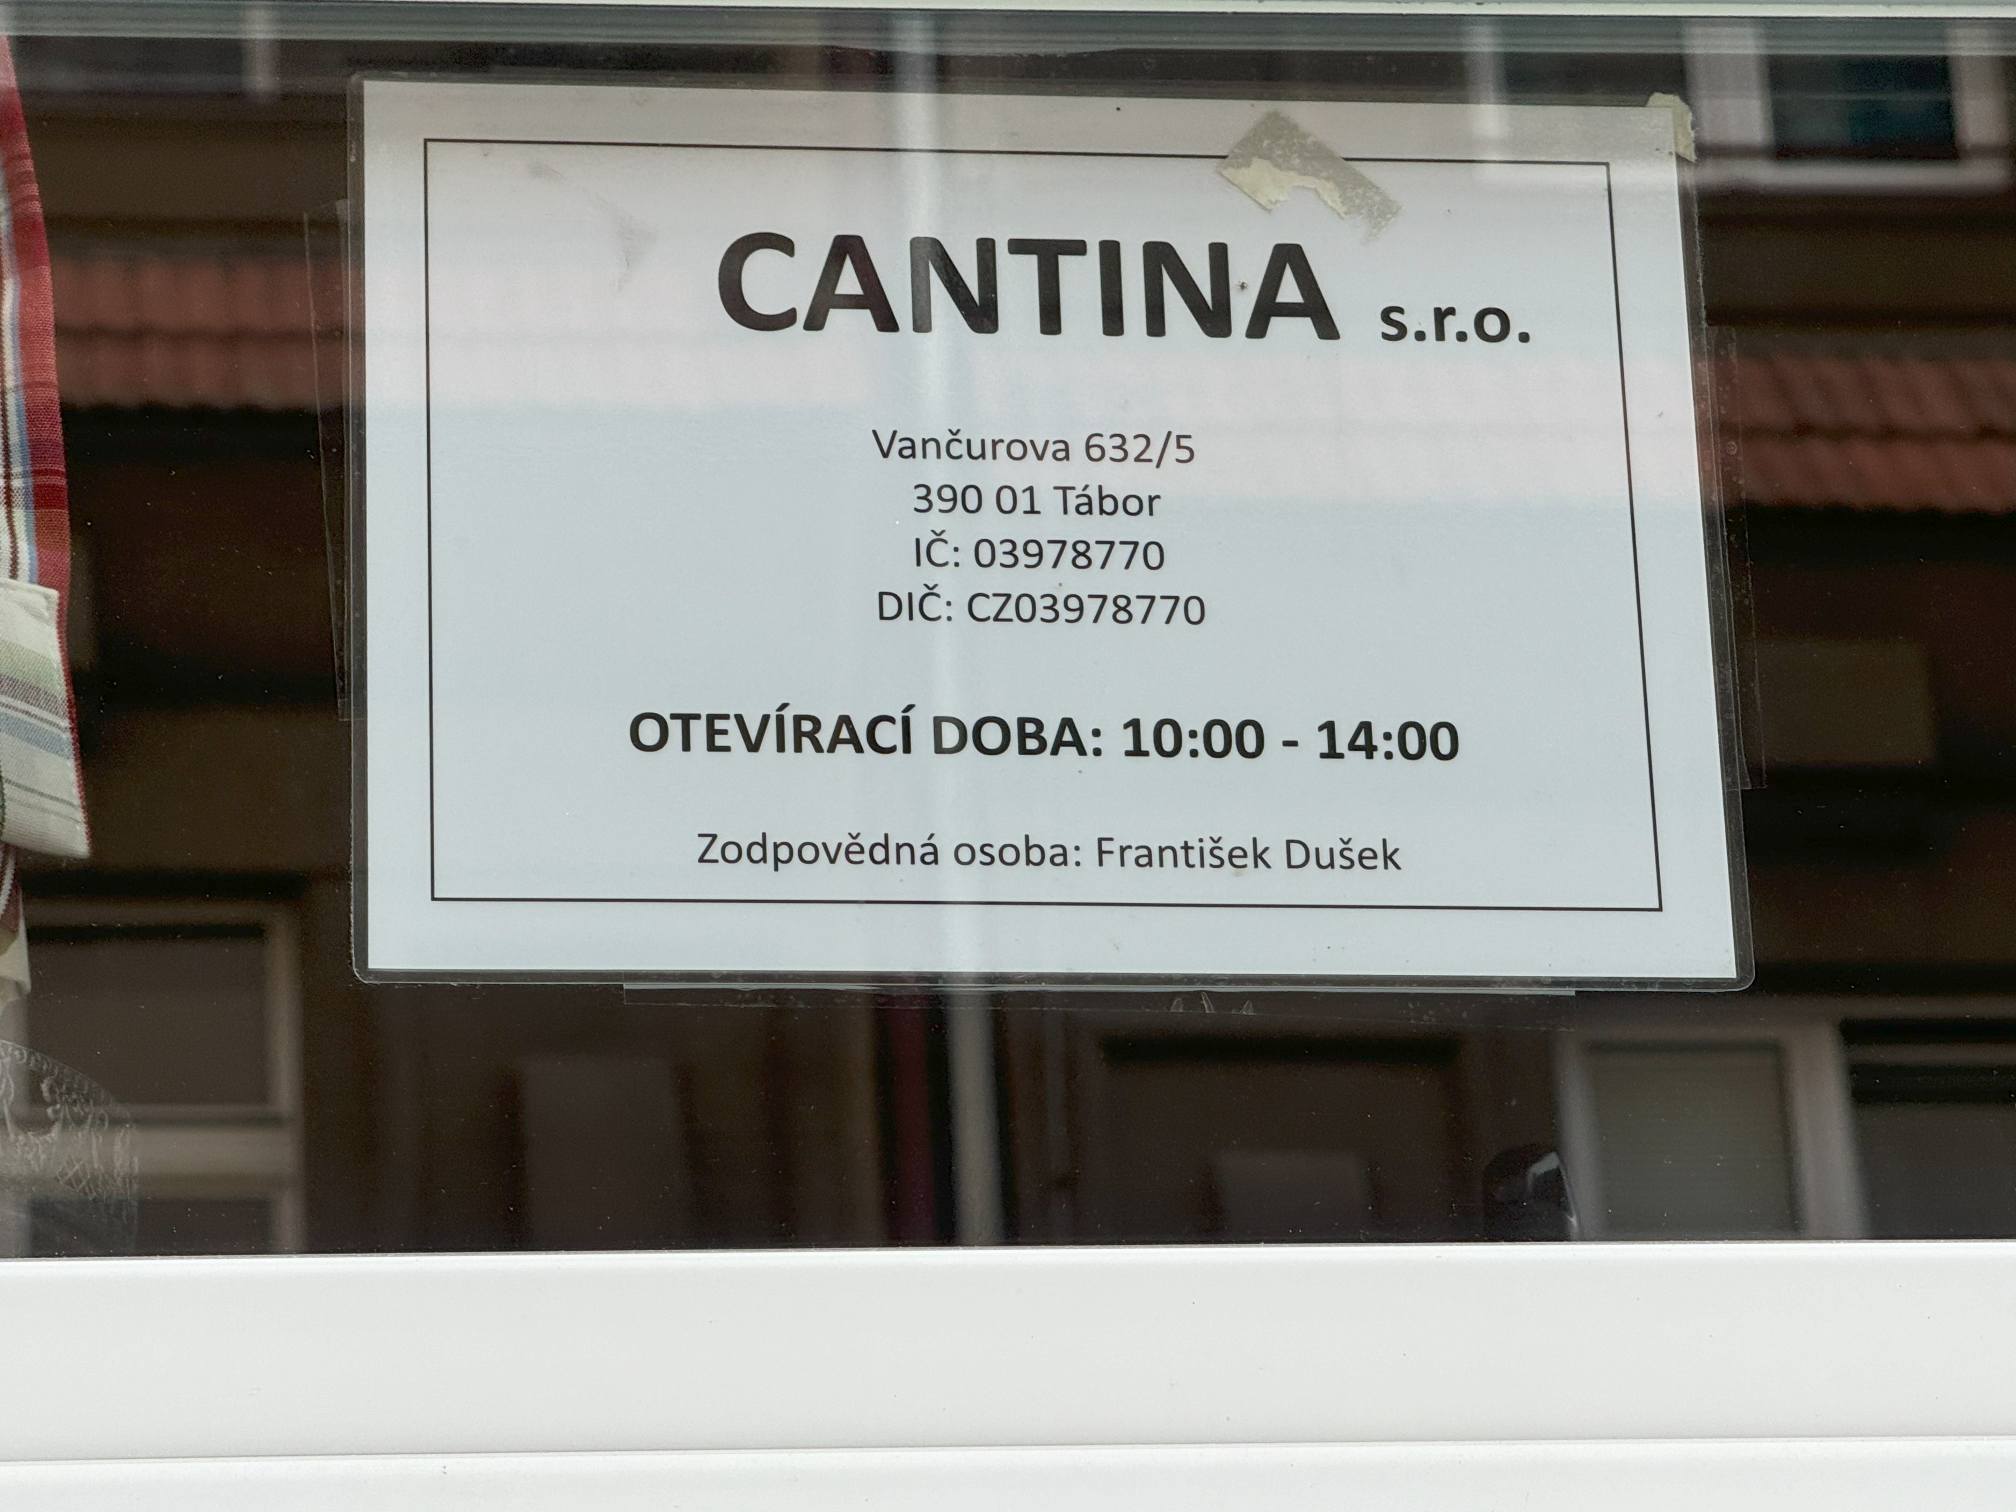 CANTINA s.r.o.
Vančurova 632/5
390 01 Tábor
IČ: 03978770
DIČ: CZ03978770
OTEVÍRACÍ DOBA: 10:00 - 14:00
Zodpovědná osoba: František Dušek